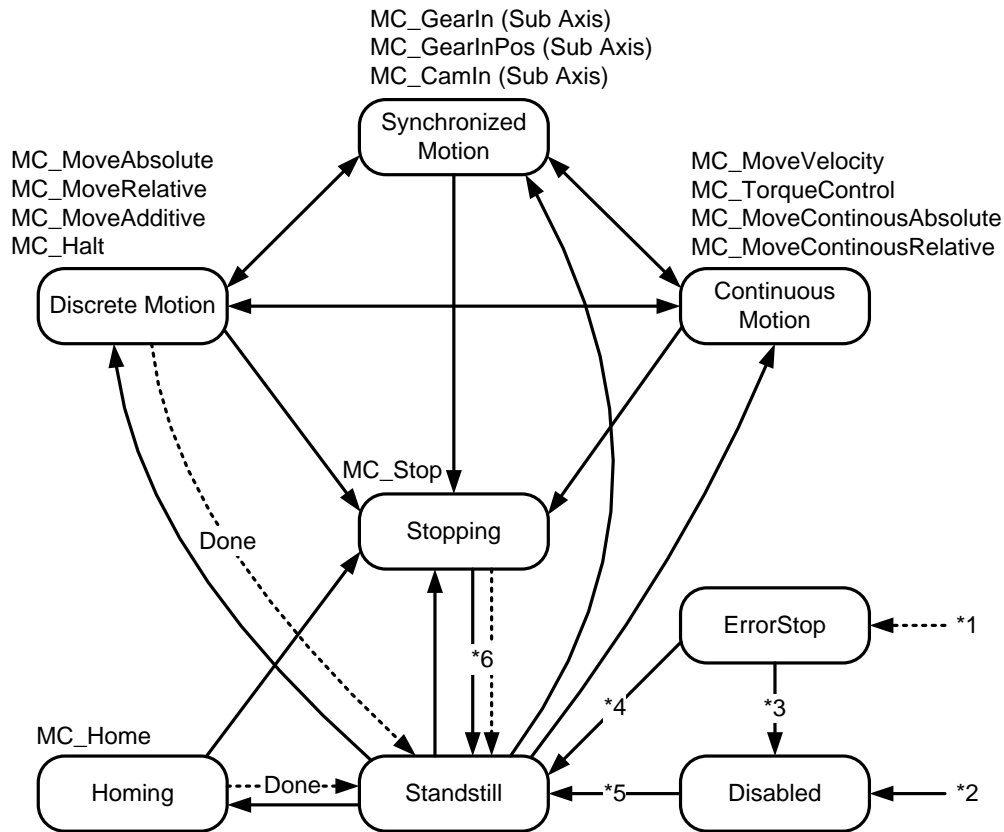 MC_GearIn (Sub Axis)
MC_GearInPos (Sub Axis)
MC_CamIn (Sub Axis)
Synchronized
Motion
MC_MoveAbsolute
MC_MoveRelative
MC_MoveAdditive
MC_Halt
MC_MoveVelocity
MC_TorqueControl
MC_MoveContinousAbsolute
MC_MoveContinousRelative
Discrete Motion
Continuous
Motion
MC_Stop
Stopping
Done
ErrorStop
*1
*6
*4
*3
MC_Home
Homing
Done
Standstill
*5
Disabled
*2